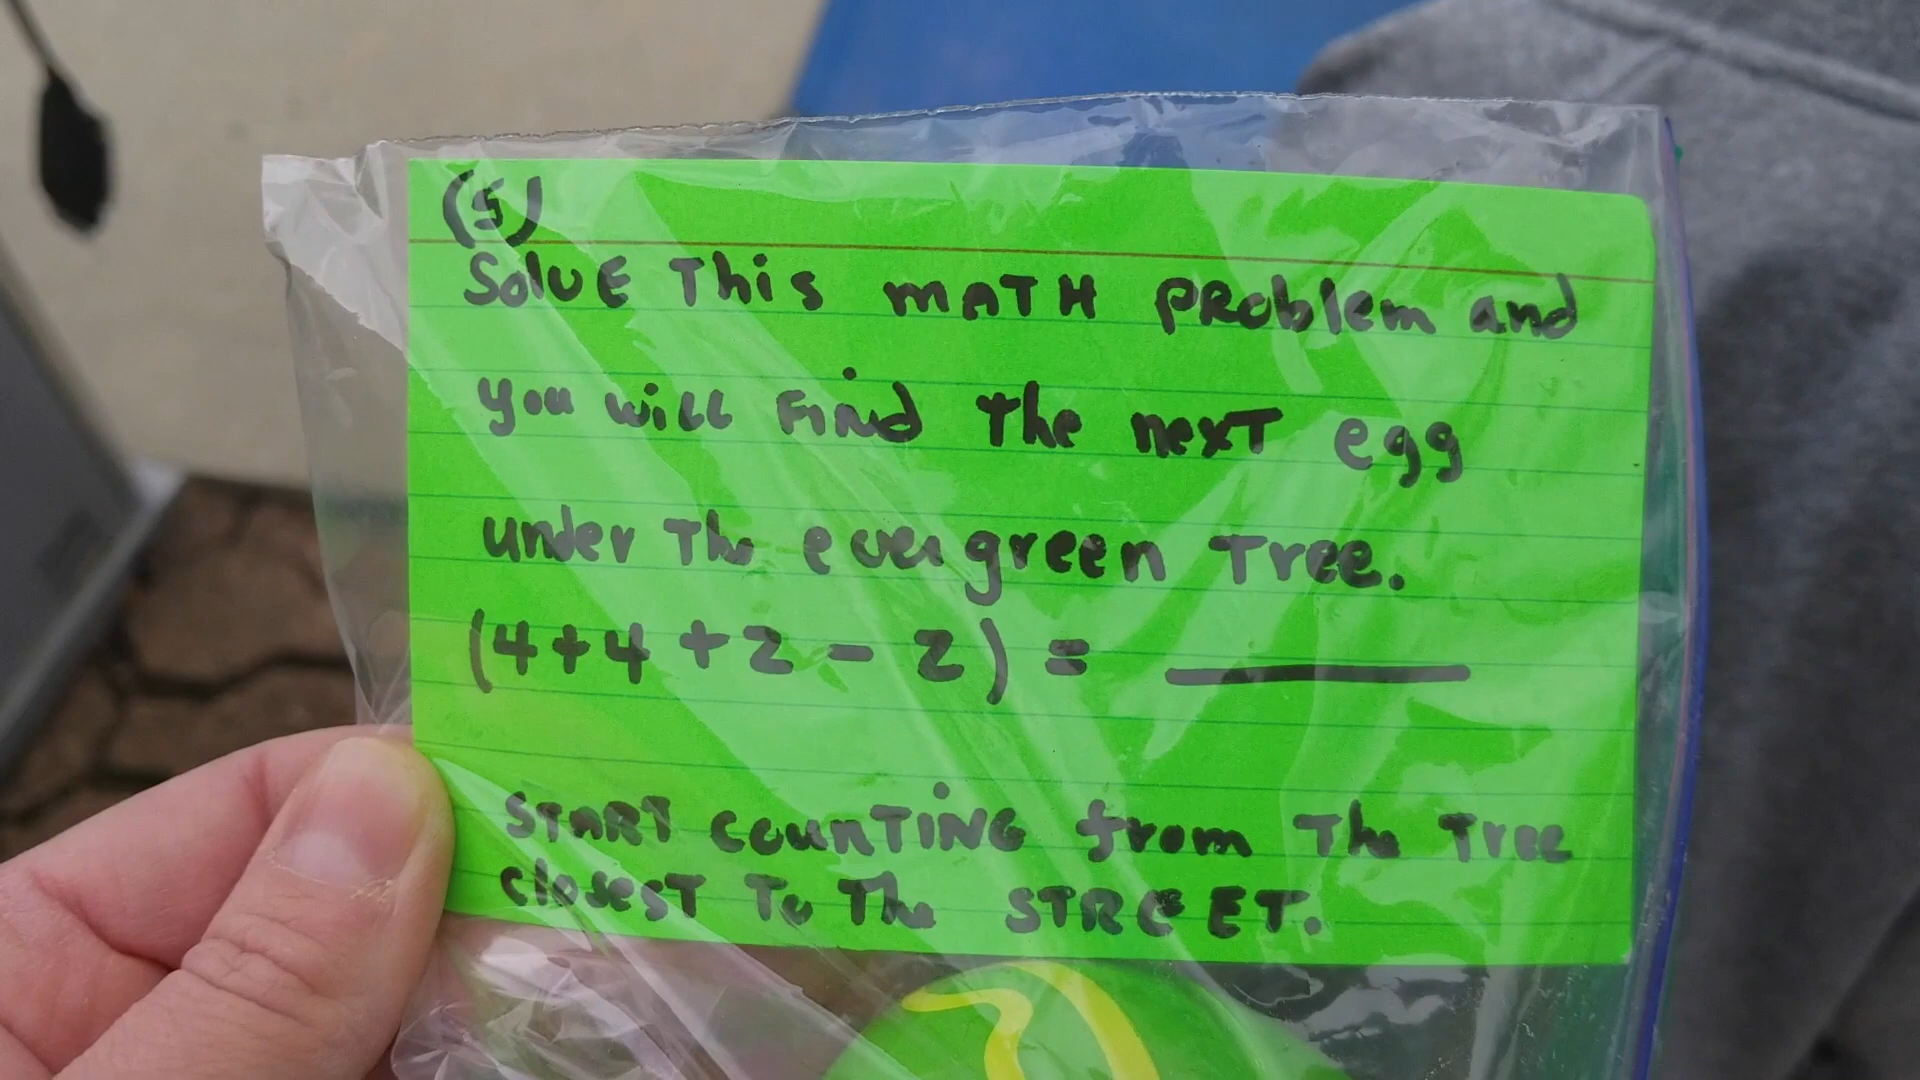 (5)
Solve This mATH PRoblem and
you will Find the nexT egg
under The evergreen Tree.
(4+4+2-2) = ______
START COUNTiNG from The Tree
closesT To The STREET.